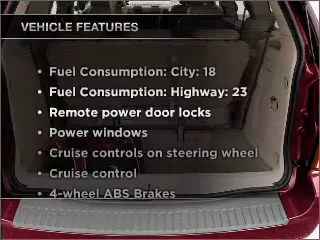 VEHICLE FEATURES
• Fuel Consumption: City: 18
• Fuel Consumption: Highway: 23
• Remote power door locks
• Power windows
• Cruise controls on steering wheel
• Cruise control
• 4-wheel ABS Brakes